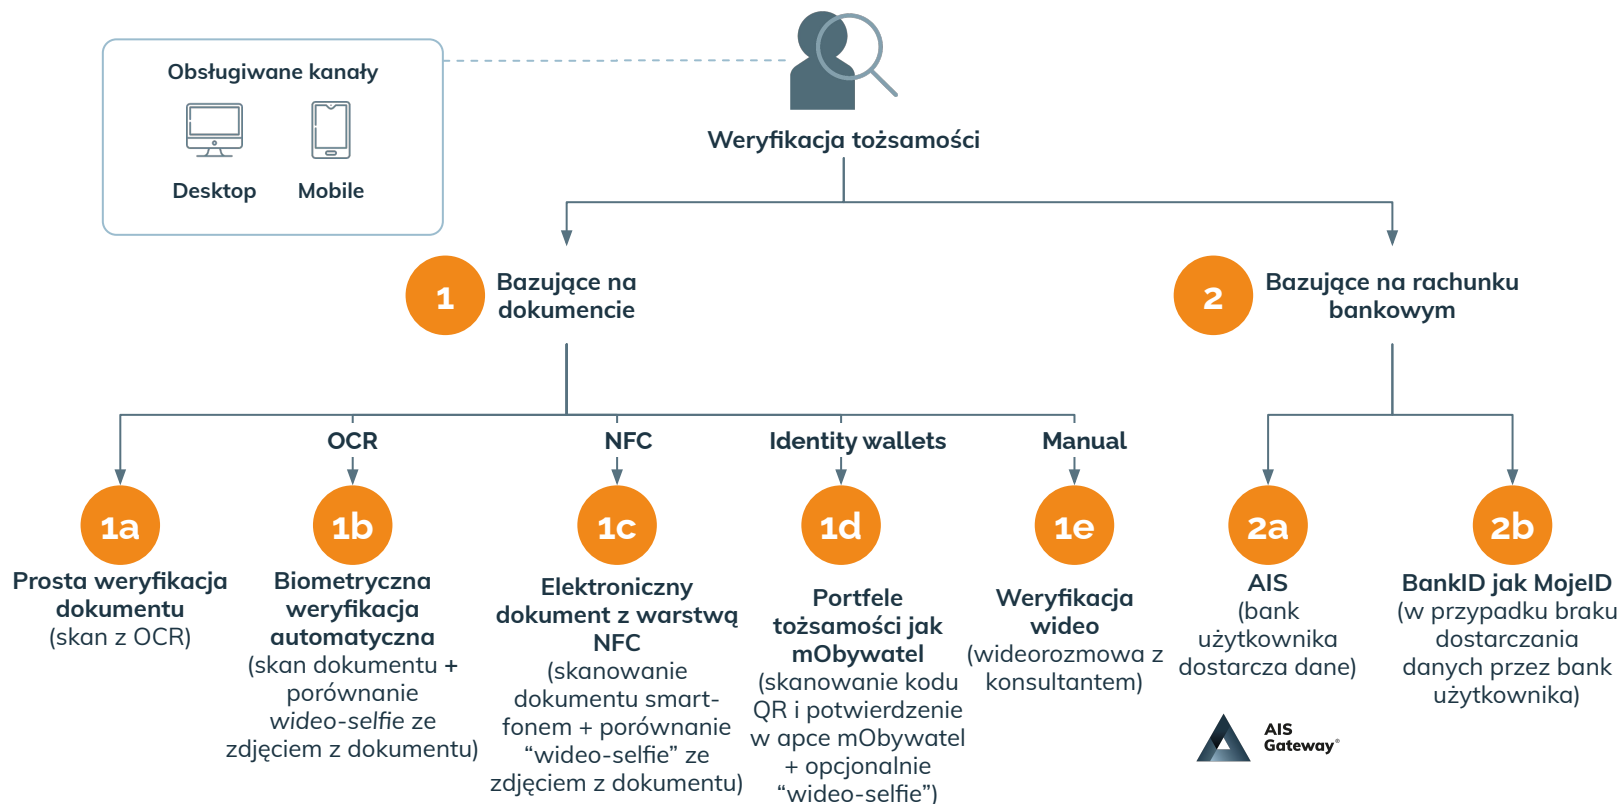 Obsługiwane kanały
Desktop
Mobile
Weryfikacja tożsamości
1
Bazujące na
dokumencie
2
Bazujące na rachunku
bankowym
OCR
NFC
Identity wallets
Manual
1a
Prosta weryfikacja
dokumentu
(skan z OCR)
1b
Biometryczna
weryfikacja
automatyczna
(skan dokumentu +
porównanie
wideo-selfie ze
zdjęciem z dokumentu)
1c
Elektroniczny
dokument z warstwą
NFC
(skanowanie
dokumentu smart-
fonem + porównanie
“wideo-selfie” ze
zdjęciem z dokumentu)
1d
Portfele
tożsamości jak
mObywatel
(skanowanie kodu
QR i potwierdzenie
w apce mObywatel
+ opcjonalnie
“wideo-selfie”)
1e
Weryfikacja
wideo
(wideorozmowa z
konsultantem)
2a
AIS
(bank
użytkownika
dostarcza dane)
AIS
Gateway®
2b
BankID jak MojeID
(w przypadku braku
dostarczania
danych przez bank
użytkownika)